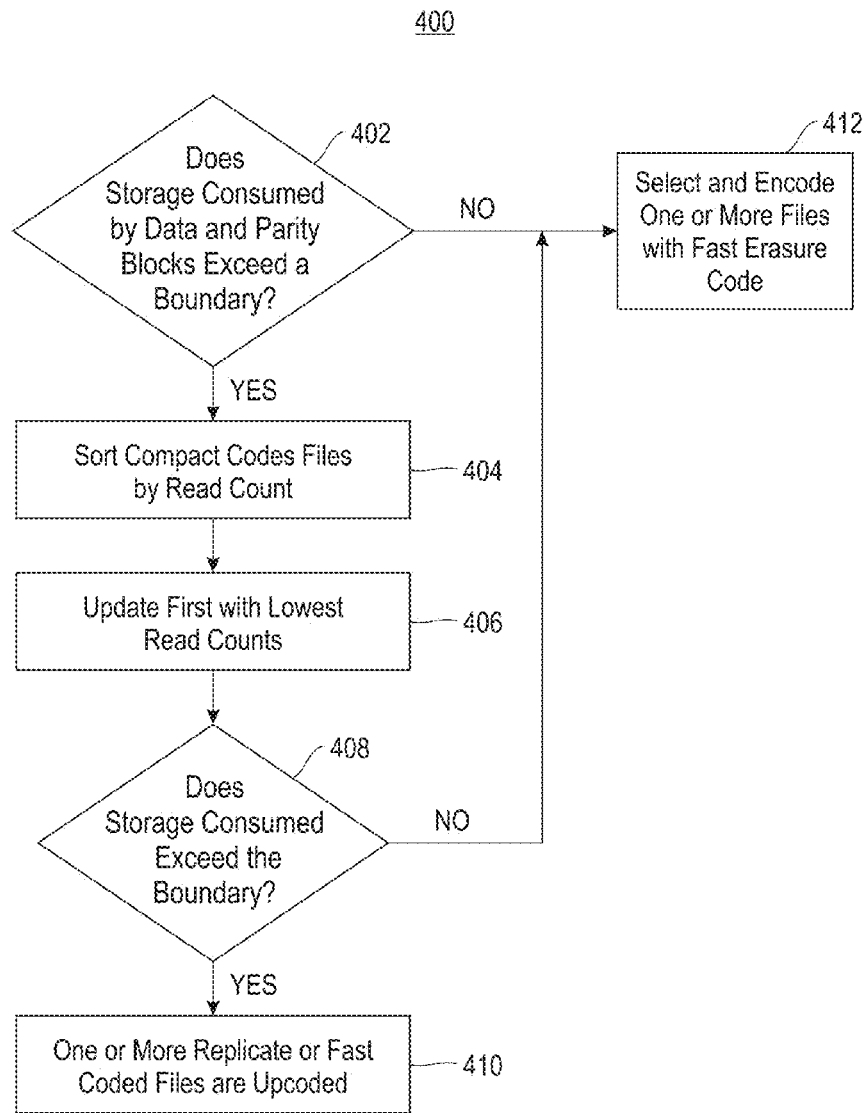 400
402
Does
Storage Consumed
by Data and Parity
Blocks Exceed a
Boundary?
NO
412
Select and Encode
One or More Files
with Fast Erasure
Code
YES
Sort Compact Codes Files
by Read Count
404
Update First with Lowest
Read Counts
406
408
Does
Storage Consumed
Exceed the
Boundary?
NO
YES
One or More Replicate or Fast
Coded Files are Upcoded
410